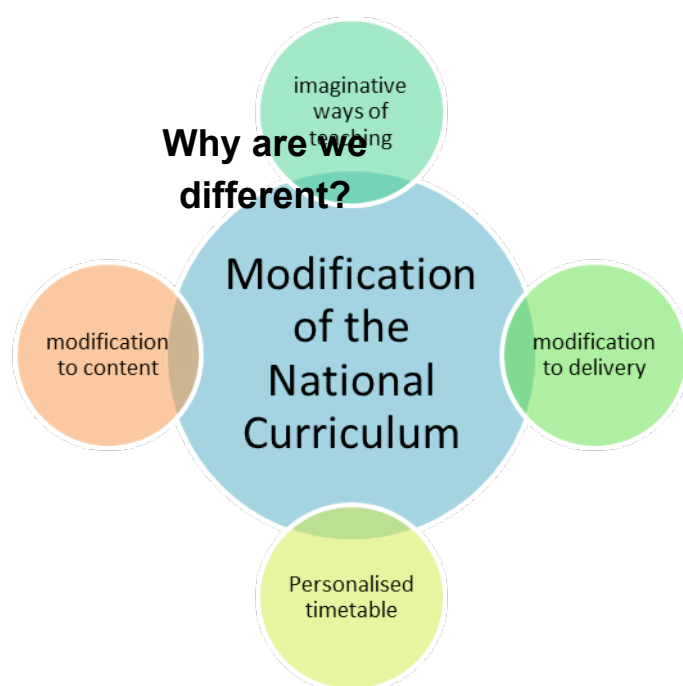 imaginative
ways of
teaching
Why are we
different?
Modification
of the
National
Curriculum
modification
to content
modification
to delivery
Personalised
timetable